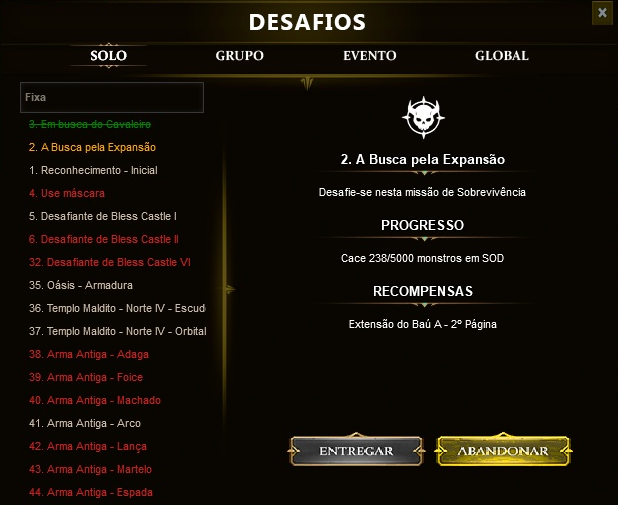 DESAFIOS
X
SOLO
GRUPO
EVENTO
GLOBAL
Fixa
3. Em busca do Cavaleiro
2. A Busca pela Expansão
1. Reconhecimento - Inicial
4. Use máscara
5. Desafiante de Bless Castle I
6. Desafiante de Bless Castle II
32. Desafiante de Bless Castle VI
35. Oásis - Armadura
36. Templo Maldito - Norte IV - Escudo
37. Templo Maldito - Norte IV - Orbital
38. Arma Antiga - Adaga
39. Arma Antiga - Foice
40. Arma Antiga - Machado
41. Arma Antiga - Arco
42. Arma Antiga - Lança
43. Arma Antiga - Martelo
44. Arma Antiga - Espada
2. A Busca pela Expansão
Desafie-se nesta missão de Sobrevivência
PROGRESSO
Cace 238/5000 monstros em SOD
RECOMPENSAS
Extensão do Baú A - 2º Página
ENTREGAR
ABANDONAR